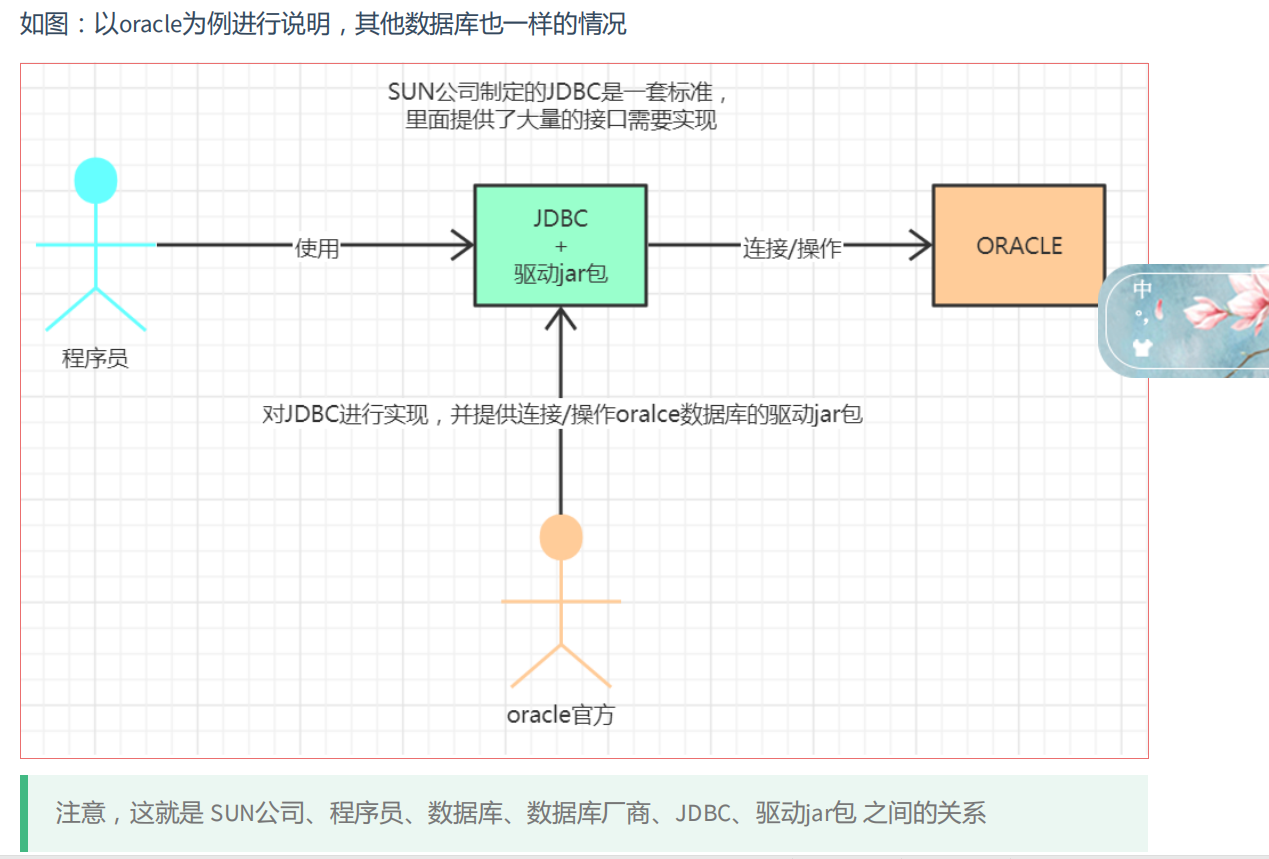 如图：以oracle为例进行说明，其他数据库也一样的情况
SUN公司制定的JDBC是一套标准，
里面提供了大量的接口需要实现
JDBC
+
驱动jar包
使用
连接/操作
ORACLE
中
°，
程序员
对JDBC进行实现，并提供连接/操作oralce数据库的驱动jar包
oracle官方
注意，这就是 SUN公司、程序员、数据库、数据库厂商、JDBC、驱动jar包 之间的关系